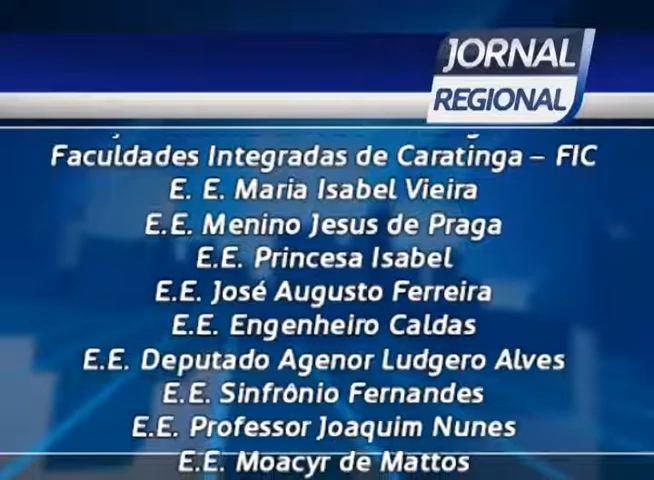 JORNAL
REGIONAL
Faculdades Integradas de Caratinga – FIC
E. E. Maria Isabel Vieira
E.E. Menino Jesus de Praga
E.E. Princesa Isabel
E.E. José Augusto Ferreira
E.E. Engenheiro Caldas
E.E. Deputado Agenor Ludgero Alves
E.E. Sinfrônio Fernandes
E.E. Professor Joaquim Nunes
E.E. Moacyr de Mattos